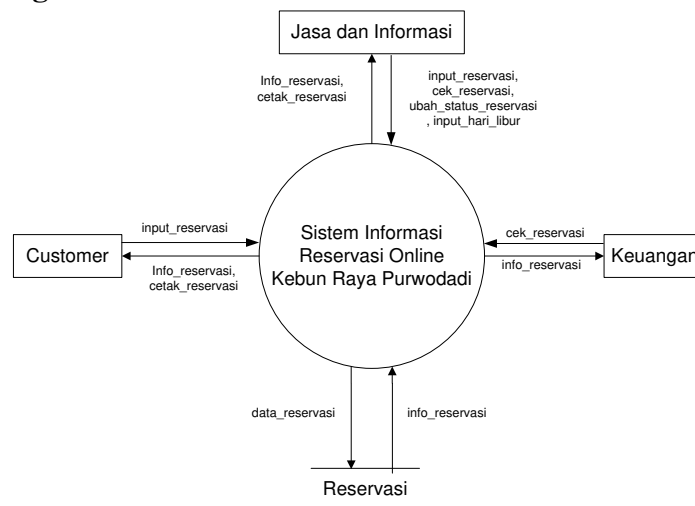 g
Jasa dan Informasi
Info_reservasi,
cetak_reservasi
input_reservasi,
cek_reservasi,
ubah_status_reservasi
, input_hari_libur
input_reservasi
Customer
Info_reservasi,
cetak_reservasi
Sistem Informasi
Reservasi Online
Kebun Raya Purwodadi
cek_reservasi
Keuangan
info_reservasi
data_reservasi
info_reservasi
Reservasi